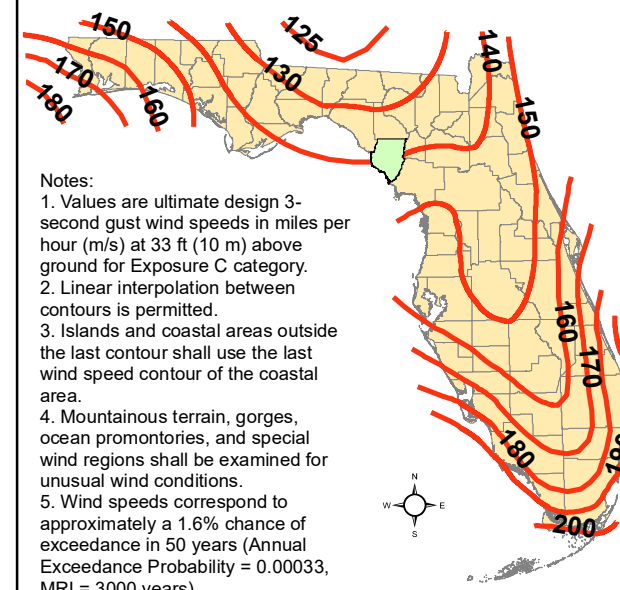 150
125
140
130
170
180
160
150
Notes:
1. Values are ultimate design 3-
second gust wind speeds in miles per
hour (m/s) at 33 ft (10 m) above
ground for Exposure C category.
2. Linear interpolation between
contours is permitted.
3. Islands and coastal areas outside
the last contour shall use the last
wind speed contour of the coastal
area.
4. Mountainous terrain, gorges,
ocean promontories, and special
wind regions shall be examined for
unusual wind conditions.
5. Wind speeds correspond to
approximately a 1.6% chance of
exceedance in 50 years (Annual
Exceedance Probability = 0.00033,
MRI = 3000 years)
160
170
180
N
W E
S
200